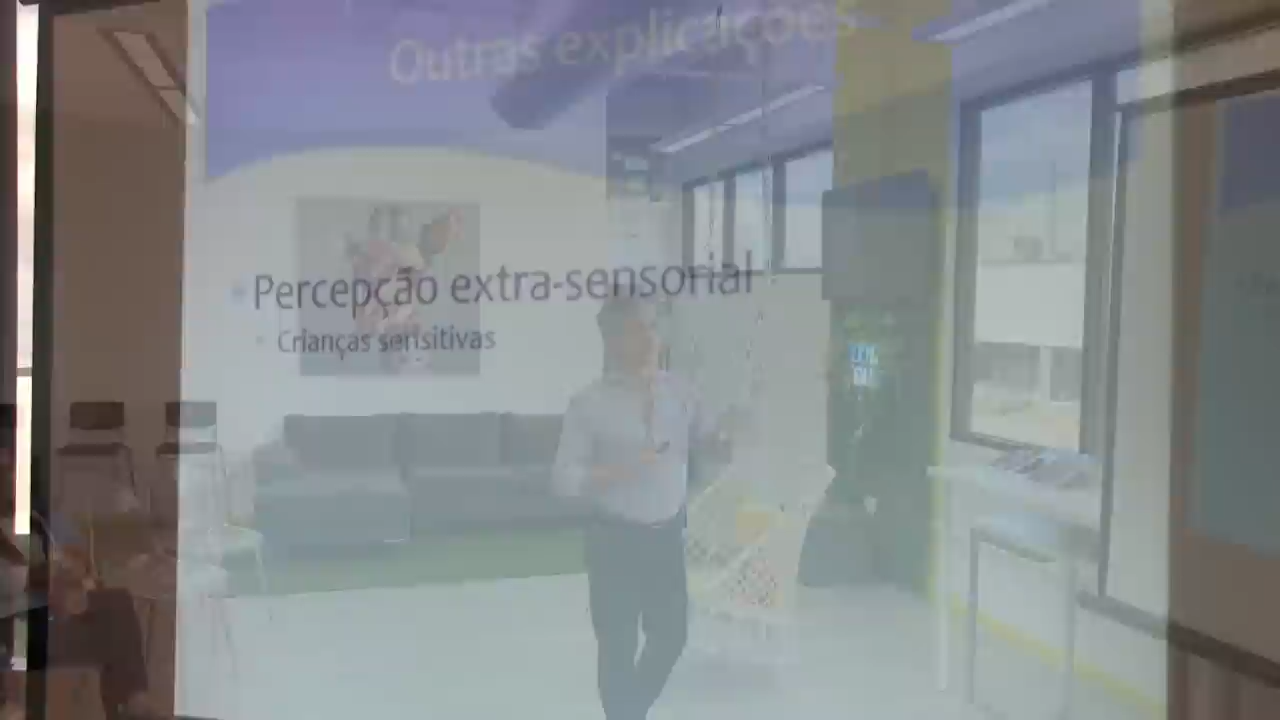 Outras explicações
Percepção extra-sensorial
Crianças sensitivas